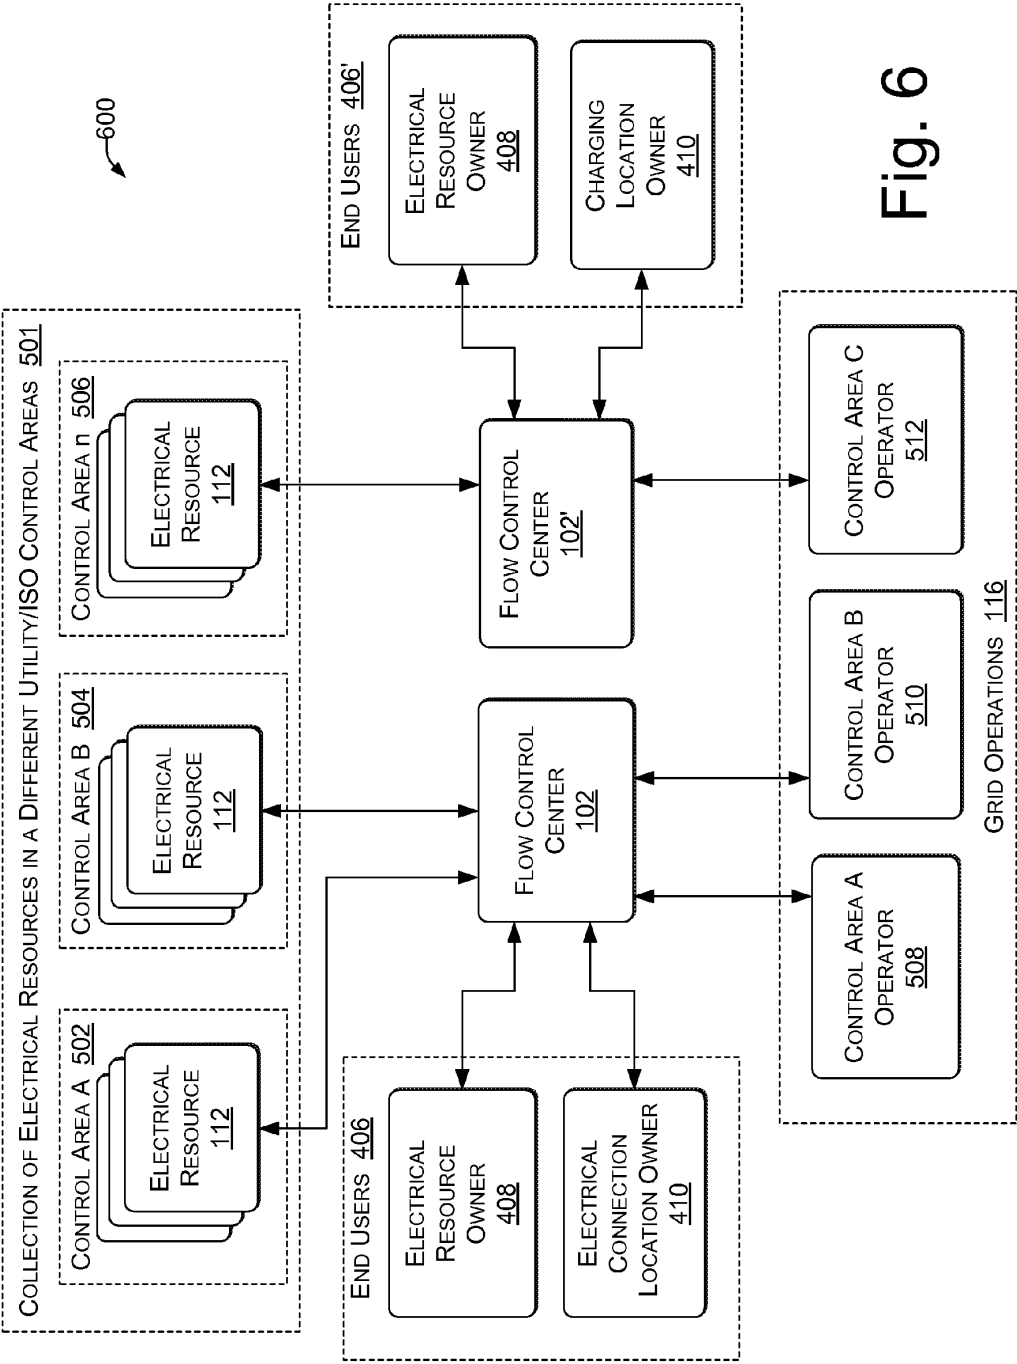 600
COLLECTION OF ELECTRICAL RESOURCES IN A DIFFERENT UTILITY/ISO CONTROL AREAS 501
CONTROL AREA A 502
ELECTRICAL
RESOURCE
112
CONTROL AREA B 504
ELECTRICAL
RESOURCE
112
CONTROL AREA n 506
ELECTRICAL
RESOURCE
112
END USERS 406
ELECTRICAL
RESOURCE
OWNER
408
ELECTRICAL
CONNECTION
LOCATION OWNER
410
FLOW CONTROL
CENTER
102
FLOW CONTROL
CENTER
102'
END USERS 406'
ELECTRICAL
RESOURCE
OWNER
408
CHARGING
LOCATION
OWNER
410
CONTROL AREA A
OPERATOR
508
CONTROL AREA B
OPERATOR
510
CONTROL AREA C
OPERATOR
512
GRID OPERATIONS 116
Fig. 6